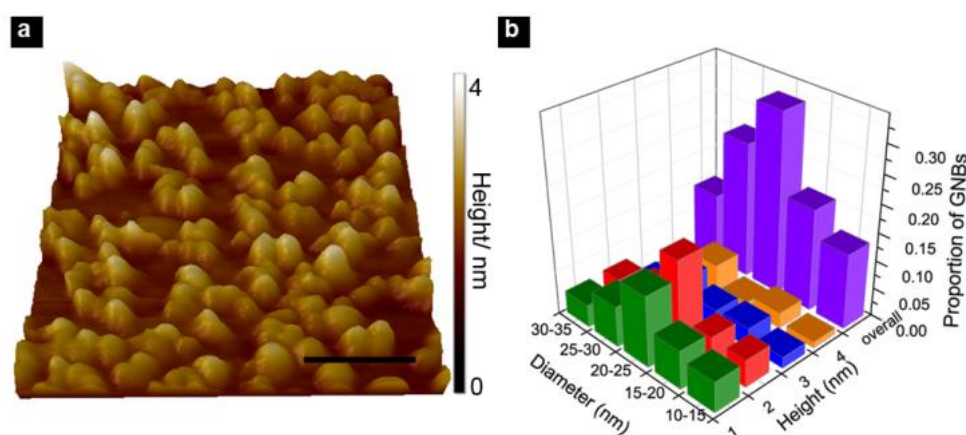 a
4
Height/ nm
0
b
0.30
0.25
0.20
0.15
0.10
0.05
0.00
Proportion of GNBs
30-35
25-30
20-25
15-20
10-15
Diameter (nm)
1
2
3
4
overall
Height (nm)